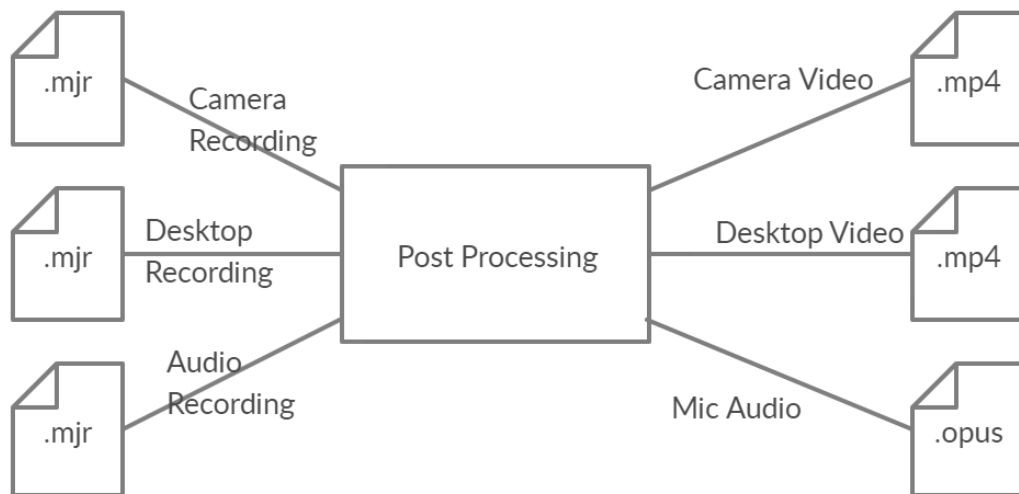 .mjr
Camera
Recording
Camera Video
.mp4
.mjr
Desktop
Recording
Post Processing
Desktop Video
.mp4
.mjr
Audio
Recording
Mic Audio
.opus